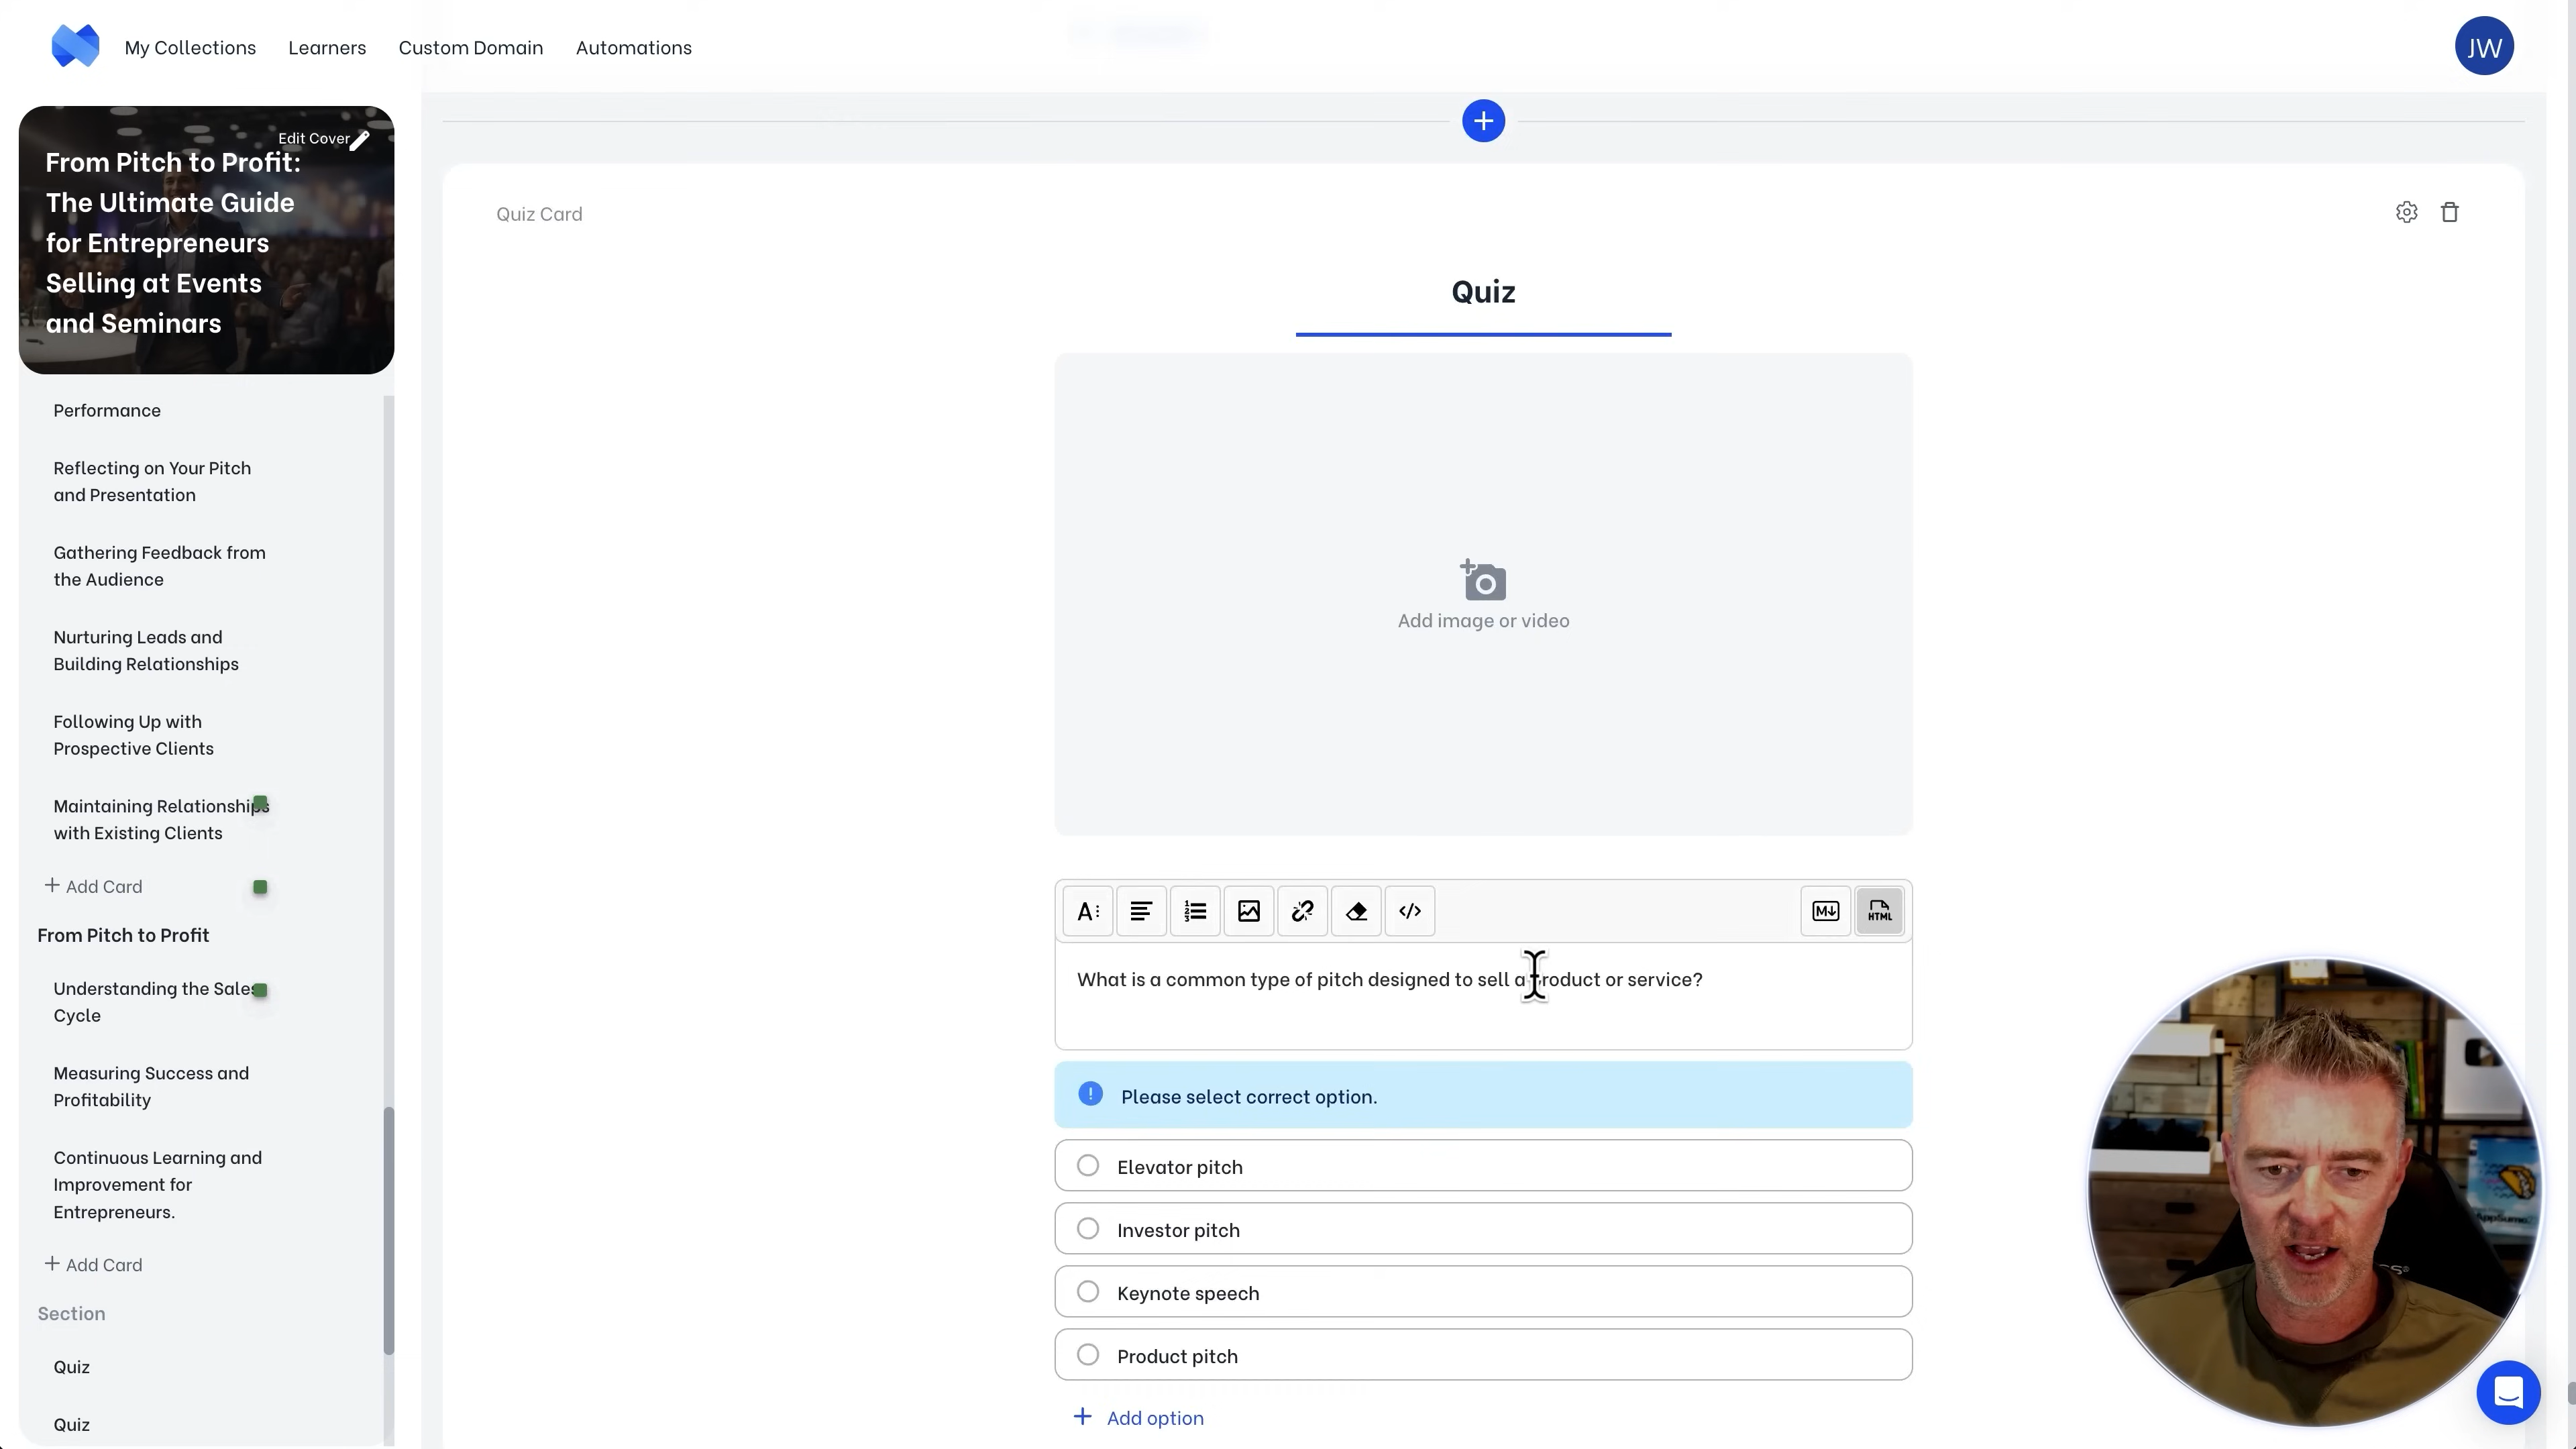 My Collections
Learners
Custom Domain
Automations
JW
Edit Cover
From Pitch to Profit:
The Ultimate Guide
for Entrepreneurs
Selling at Events
and Seminars
Performance
Reflecting on Your Pitch
and Presentation
Gathering Feedback from
the Audience
Nurturing Leads and
Building Relationships
Following Up with
Prospective Clients
Maintaining Relationships
with Existing Clients
+ Add Card
From Pitch to Profit
Understanding the Sales
Cycle
Measuring Success and
Profitability
Continuous Learning and
Improvement for
Entrepreneurs.
+ Add Card
Section
Quiz
Quiz
Quiz Card
Quiz
Add image or video
A
M
HTML
What is a common type of pitch designed to sell a product or service?
Please select correct option.
Elevator pitch
Investor pitch
Keynote speech
Product pitch
+ Add option
AppSumo